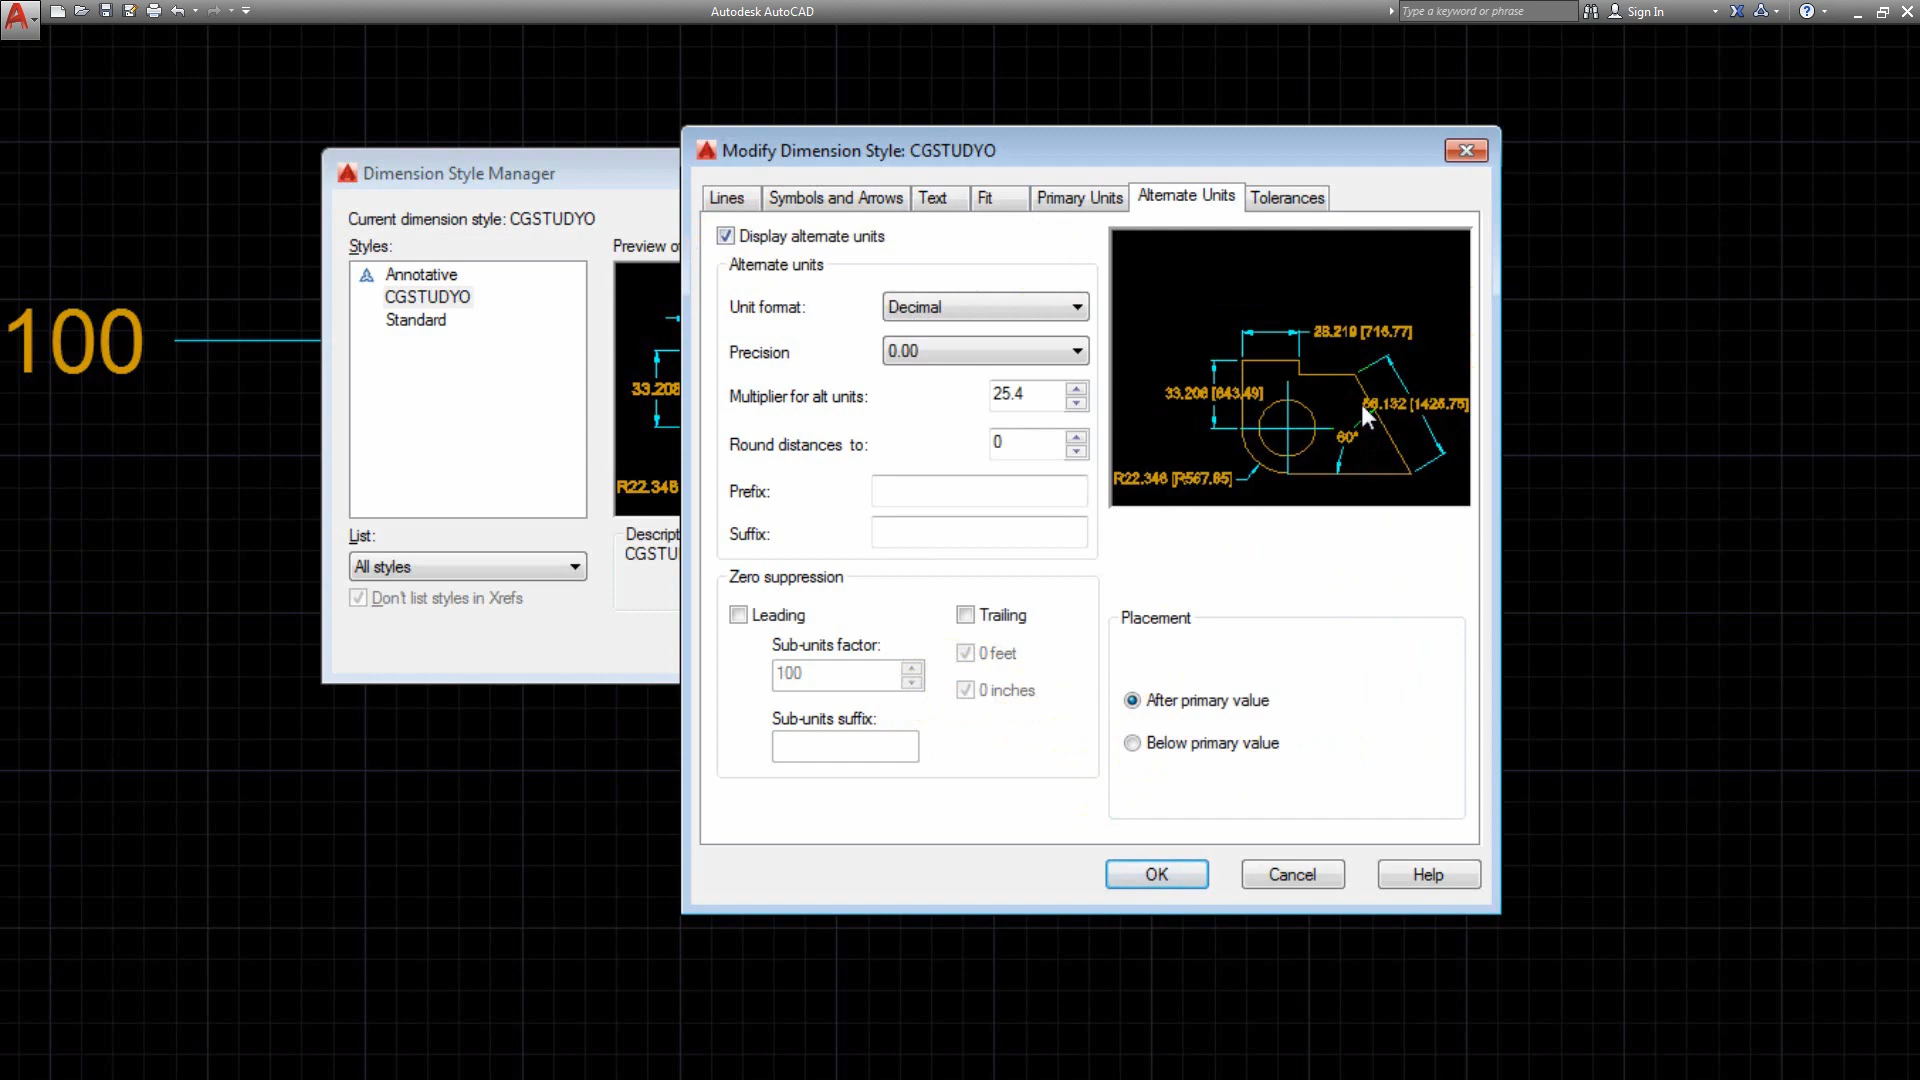 Autodesk AutoCAD
Type a keyword or phrase
Sign In
100
Dimension Style Manager
Current dimension style: CGSTUDYO
Styles:
Preview o
Annotative
CGSTUDYO
Standard
33.208
R22.346
List:
All styles
Don't list styles in Xrefs
Descript
CGSTU
Modify Dimension Style: CGSTUDYO
Lines
Symbols and Arrows
Text
Fit
Primary Units
Alternate Units
Tolerances
Display alternate units
Alternate units
Unit format:
Decimal
Precision
0.00
Multiplier for alt units:
25.4
Round distances to:
0
Prefix:
Suffix:
28.219 [716.77]
33.208 [843.49]
[1425.75]
60°
R22.346 [R567.65]
Zero suppression
Leading
Trailing
Sub-units factor:
100
0 feet
0 inches
Sub-units suffix:
Placement
After primary value
Below primary value
OK
Cancel
Help